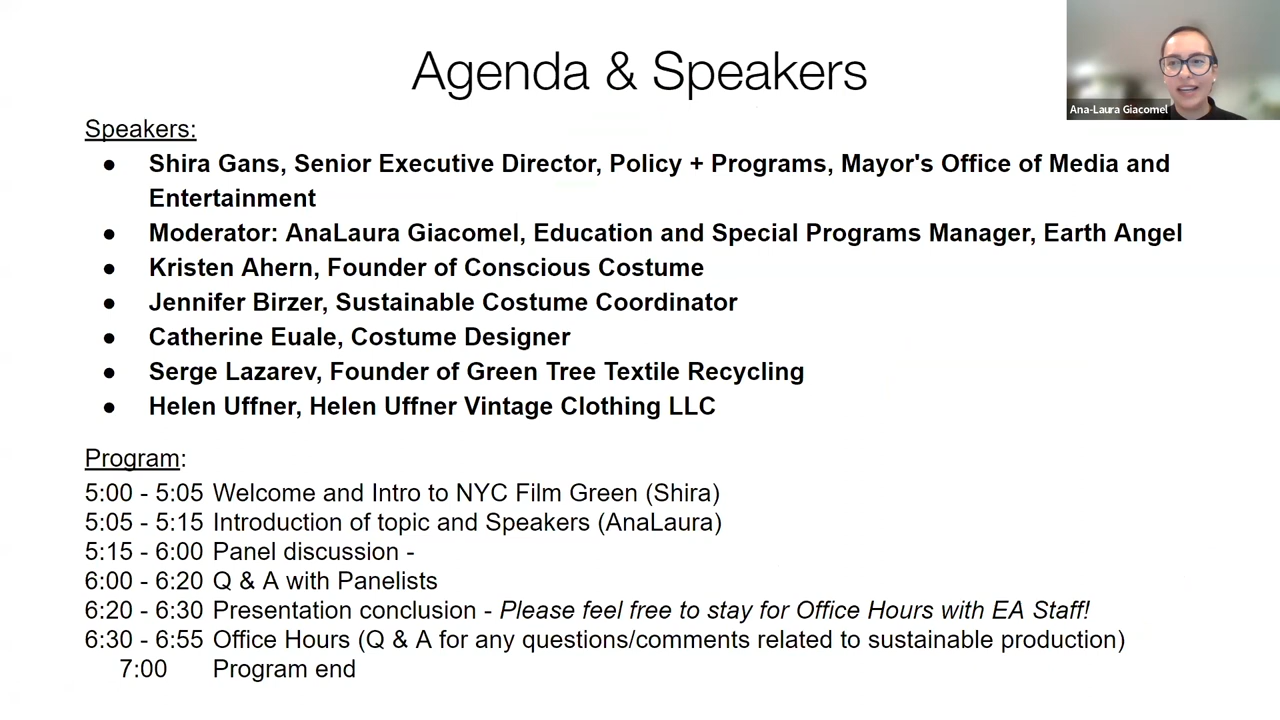 Agenda & Speakers
Ana-Laura Giacomel
Speakers:
● Shira Gans, Senior Executive Director, Policy + Programs, Mayor's Office of Media and
Entertainment
● Moderator: AnaLaura Giacomel, Education and Special Programs Manager, Earth Angel
● Kristen Ahern, Founder of Conscious Costume
● Jennifer Birzer, Sustainable Costume Coordinator
● Catherine Euale, Costume Designer
● Serge Lazarev, Founder of Green Tree Textile Recycling
● Helen Uffner, Helen Uffner Vintage Clothing LLC
Program:
5:00 - 5:05 Welcome and Intro to NYC Film Green (Shira)
5:05 - 5:15 Introduction of topic and Speakers (AnaLaura)
5:15 - 6:00 Panel discussion -
6:00 - 6:20 Q & A with Panelists
6:20 - 6:30 Presentation conclusion - Please feel free to stay for Office Hours with EA Staff!
6:30 - 6:55 Office Hours (Q & A for any questions/comments related to sustainable production)
7:00 Program end